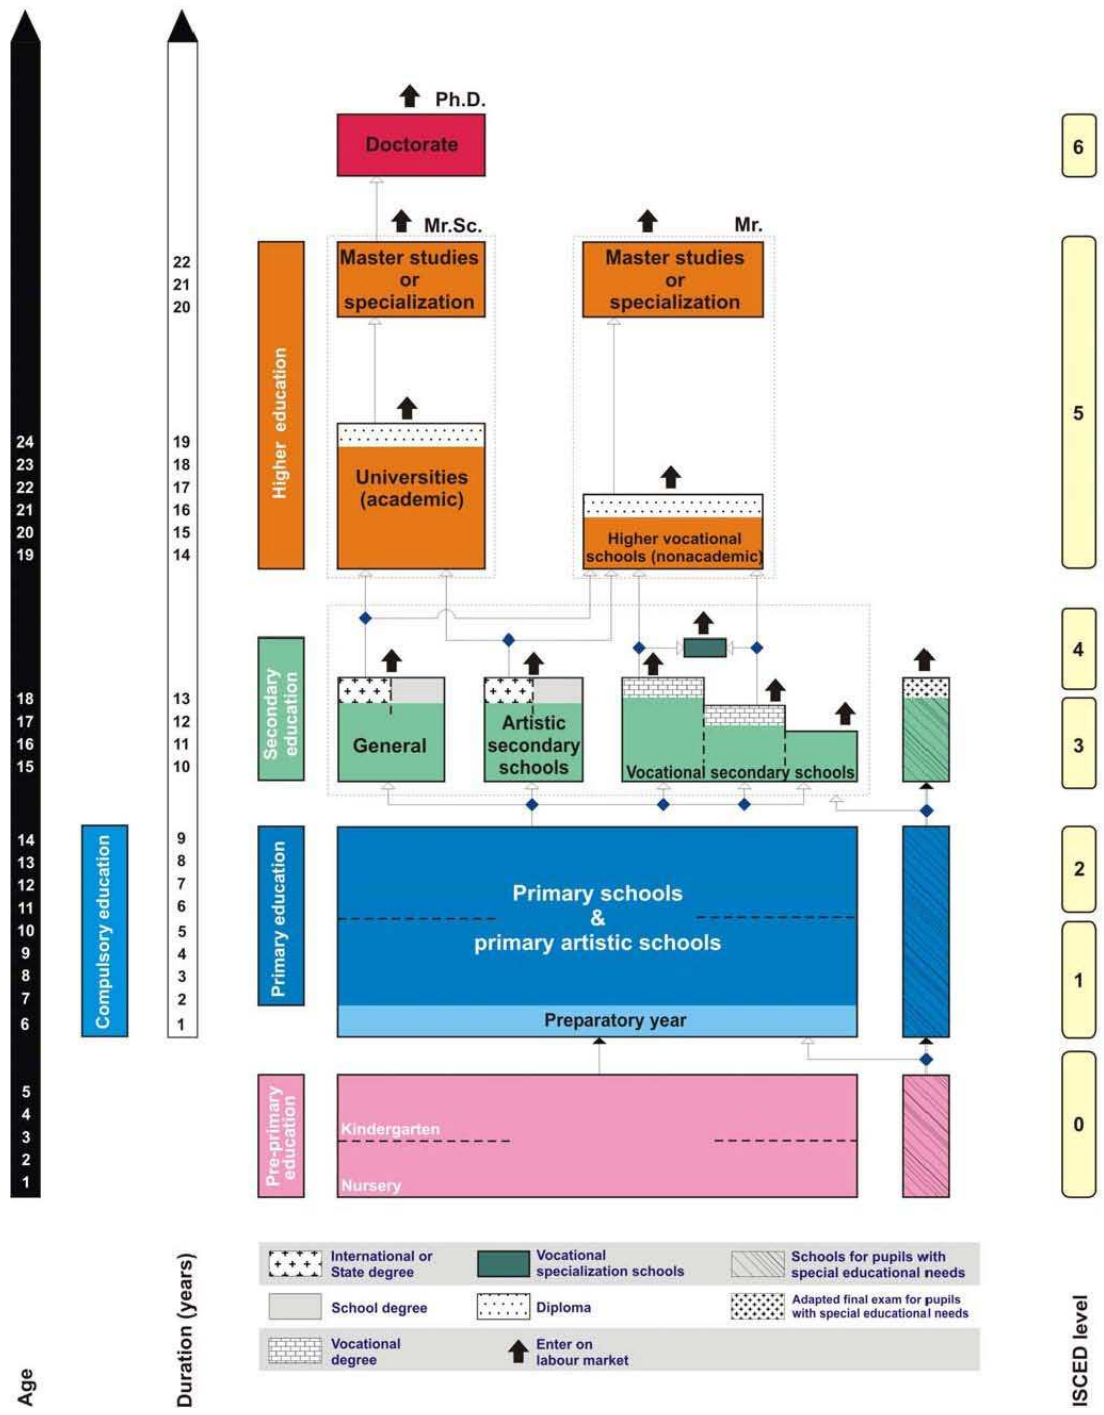 Ph.D.
Doctorate
6
Mr.Sc.
Mr.
Master studies
or
specialization
Master studies
or
specialization
22
21
20
Higher education
5
24
23
22
21
20
19
19
18
17
16
15
14
Universities
(academic)
Higher vocational
schools (nonacademic)
4
Secondary
education
18
17
16
15
13
12
11
10
General
Artistic
secondary
schools
Vocational secondary schools
3
Compulsory education
Primary education
14
13
12
11
10
9
8
7
6
9
8
7
6
5
4
3
2
1
Primary schools
&
primary artistic schools
Preparatory year
2
1
Pre-primary
education
5
4
3
2
1
Kindergarten
Nursery
0
Age
Duration (years)
ISCED level
International or
State degree
Vocational
specialization schools
Schools for pupils with
special educational needs
School degree
Diploma
Adapted final exam for pupils
with special educational needs
Vocational
degree
Enter on
labour market